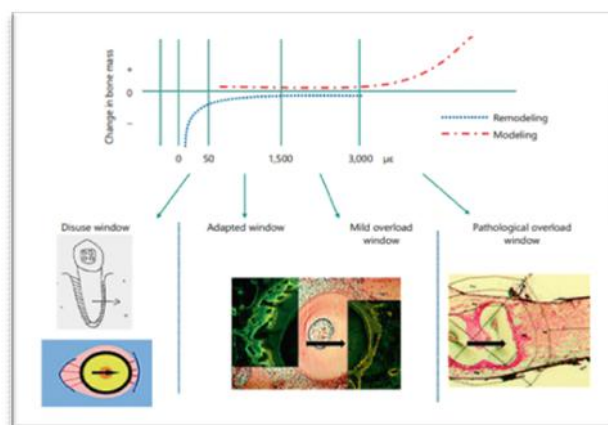 Change in bone mass
+
0
–
Remodeling
Modeling
0 50 1,500 3,000 µε
Disuse window Adapted window Mild overload Pathological overload
window window